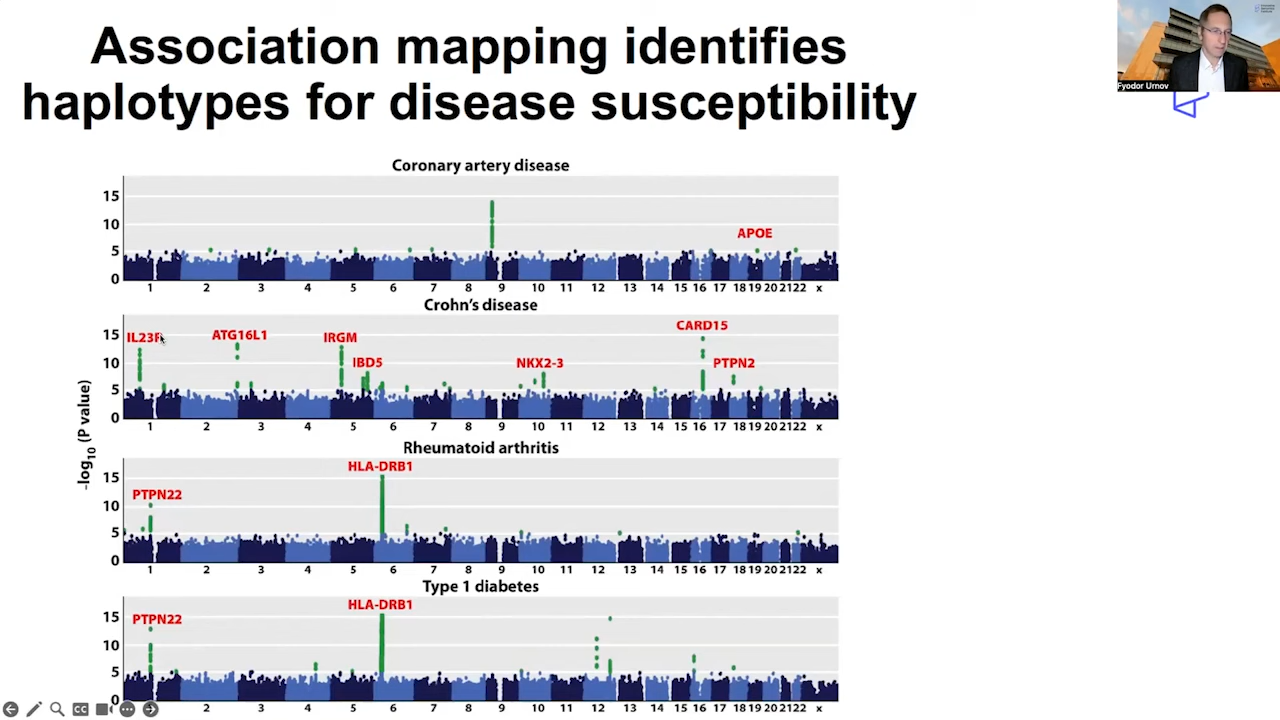 Association mapping identifies
haplotypes for disease susceptibility
Fyodor Urnov
-log10 (P value)
Coronary artery disease
15
10
5
0
APOE
1 2 3 4 5 6 7 8 9 10 11 12 13 14 15 16 17 18 19 20 21 22 x
Crohn's disease
15
10
5
0
IL23R ATG16L1 IRGM CARD15
IBD5 NKX2-3 PTPN2
1 2 3 4 5 6 7 8 9 10 11 12 13 14 15 16 17 18 19 20 21 22 x
Rheumatoid arthritis
15
10
5
0
HLA-DRB1
PTPN22
1 2 3 4 5 6 7 8 9 10 11 12 13 14 15 16 17 18 19 20 21 22 x
Type 1 diabetes
15
10
5
0
HLA-DRB1
PTPN22
2 3 4 5 6 7 8 9 10 11 12 13 14 15 16 17 18 19 20 21 22 x
CC